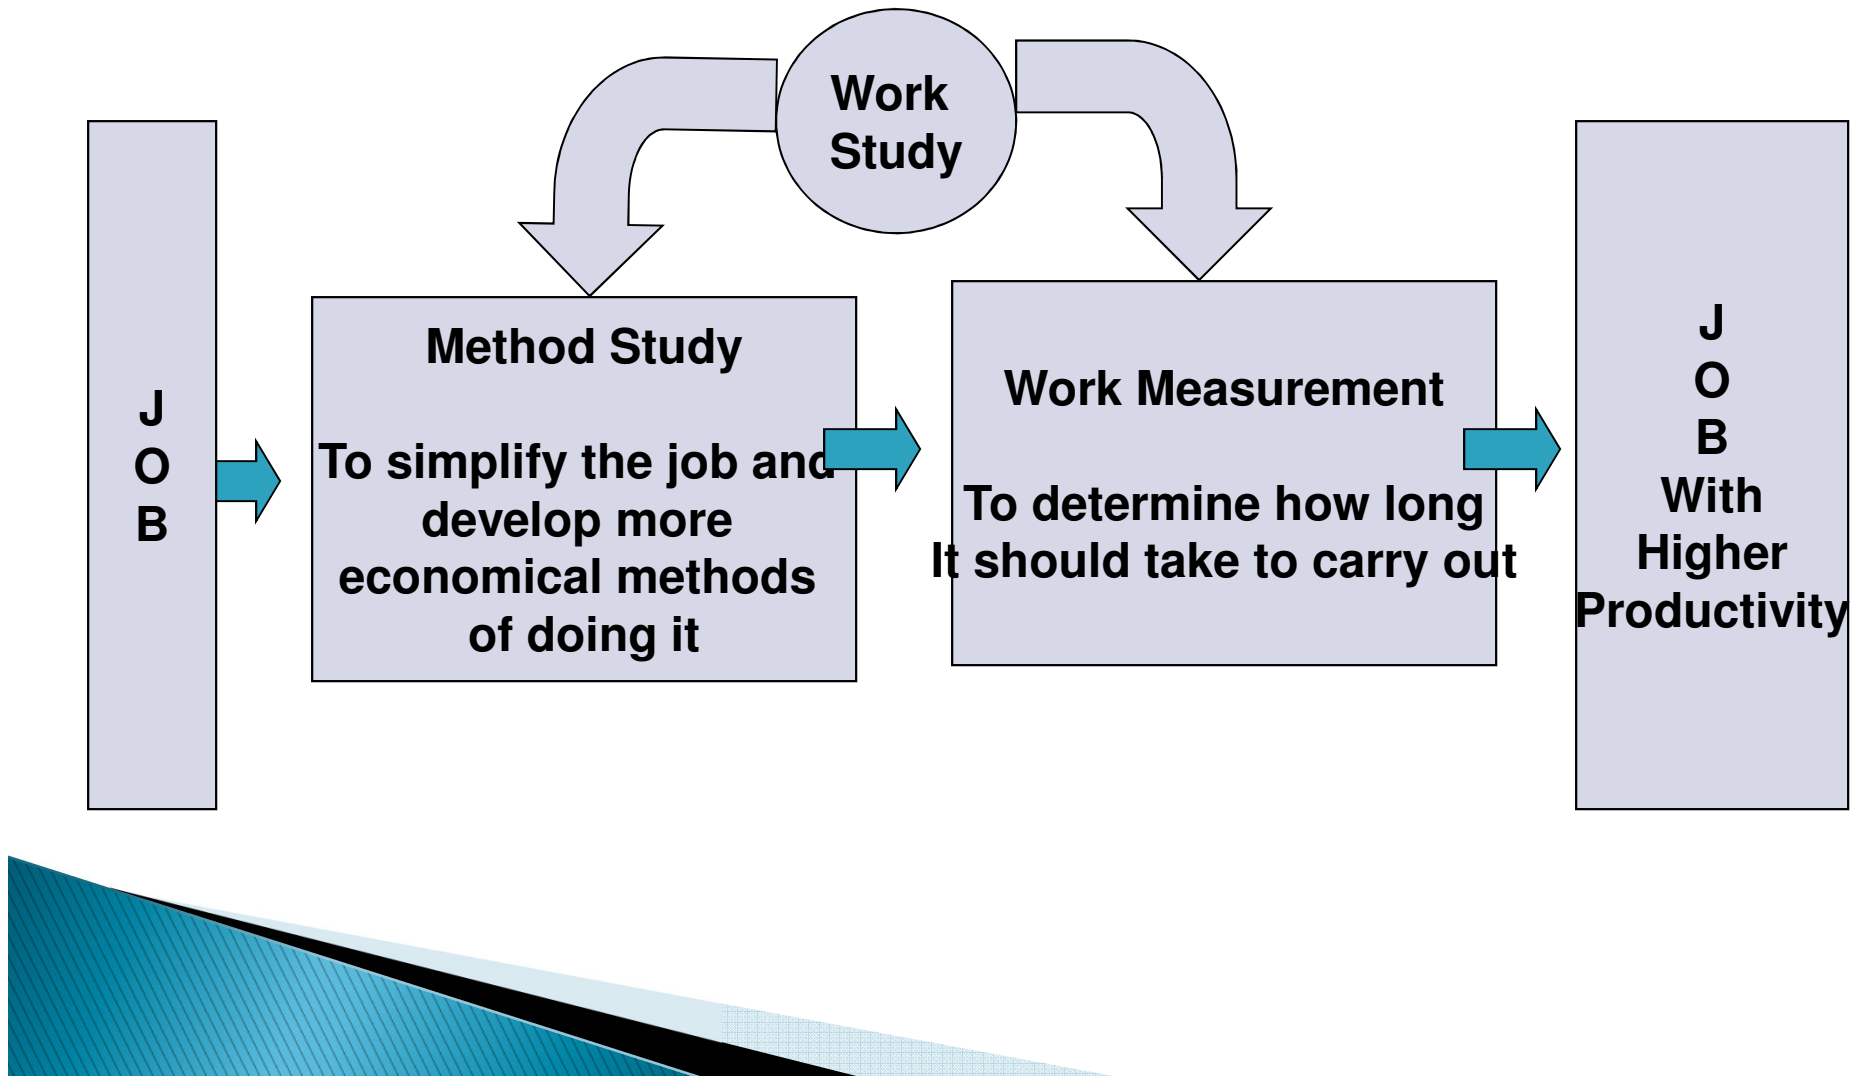 Work
Study
J
O
B
Method Study
To simplify the job and
develop more
economical methods
of doing it
Work Measurement
To determine how long
It should take to carry out
J
O
B
With
Higher
Productivity